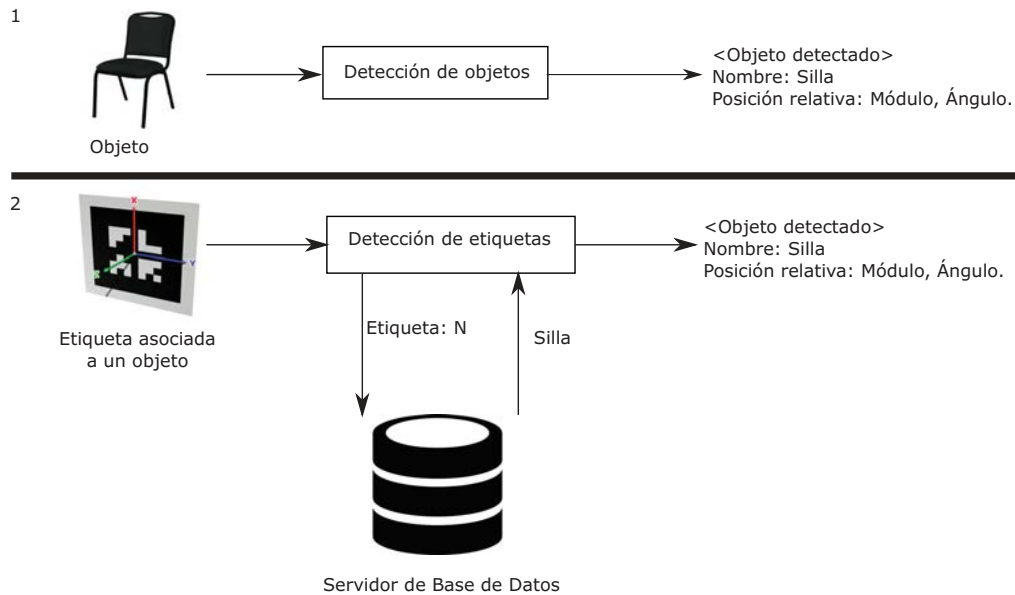 1
Detección de objetos
<Objeto detectado>
Nombre: Silla
Posición relativa: Módulo, Ángulo.
Objeto
2
Detección de etiquetas
<Objeto detectado>
Nombre: Silla
Posición relativa: Módulo, Ángulo.
X
Y
Etiqueta asociada
a un objeto
Etiqueta: N
Silla
Servidor de Base de Datos